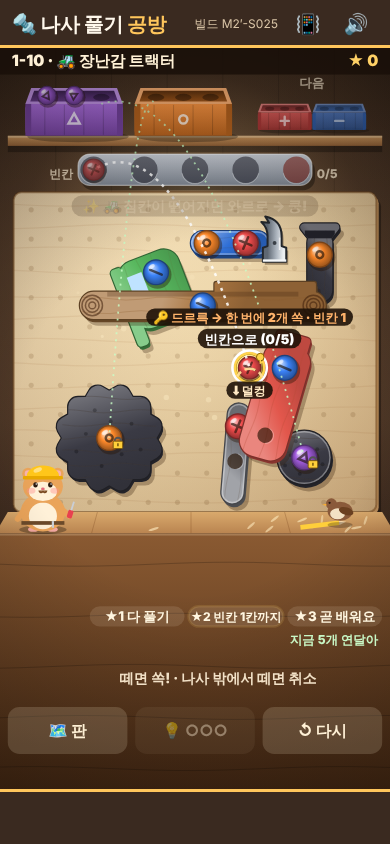 나사 풀기 공방
빌드 M2'-S025
1-10 · 장난감 트랙터
★ 0
다음
빈칸
0/5
드르륵 → 한 번에 2개 쏙 · 빈칸 1
빈칸으로 (0/5)
⬇덜컹
★1 다 풀기
★2 빈칸 1칸까지
★3 곧 배워요
지금 5개 연달아
떼면 쏙! · 나사 밖에서 떼면 취소
판
다시